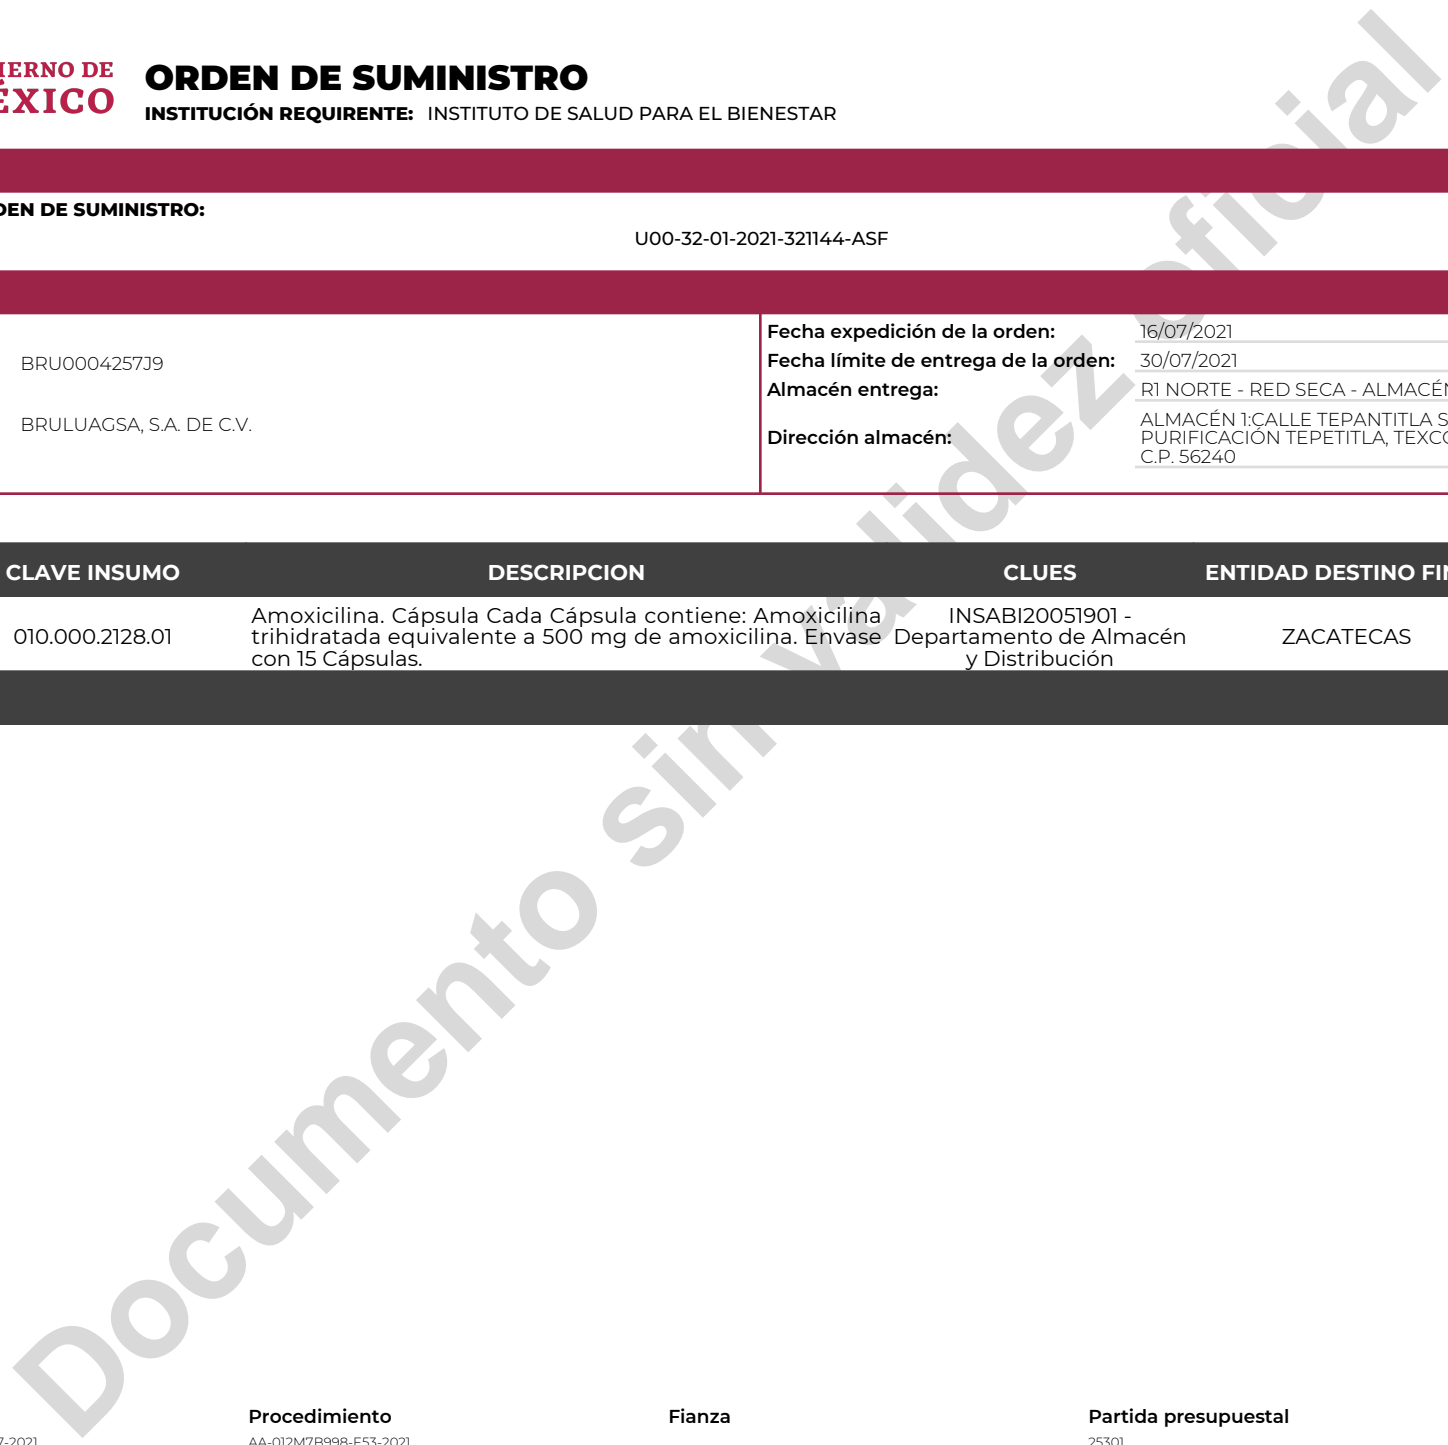 ORDEN DE SUMINISTRO
INSTITUCIÓN REQUIRENTE: INSTITUTO DE SALUD PARA EL BIENESTAR
DE
DE SUMINISTRO:
U00-32-01-2021-321144-ASF
BRU0004257J9
BRULUAGSA, S.A. DE C.V.
Fecha expedición de la orden: 16/07/2021
Fecha límite de entrega de la orden: 30/07/2021
Almacén entrega: R1 NORTE - RED SECA - ALMACÉN
Dirección almacén: ALMACÉN 1:CALLE TEPANTITLA
PURIFICACIÓN TEPETITLA,
C.P. 56240
CLAVE INSUMO DESCRIPCION CLUES ENTIDAD DESTINO
010.000.2128.01
Amoxicilina. Cápsula Cada Cápsula contiene: Amoxicilina
trihidratada equivalente a 500 mg de amoxicilina. Envase
con 15 Cápsulas.
INSABI20051901 -
Departamento de Almacén
y Distribución
ZACATECAS
Documento sin validez oficial
Procedimiento Fianza Partida presupuestal
AA-012M7B998-E53-2021 25301